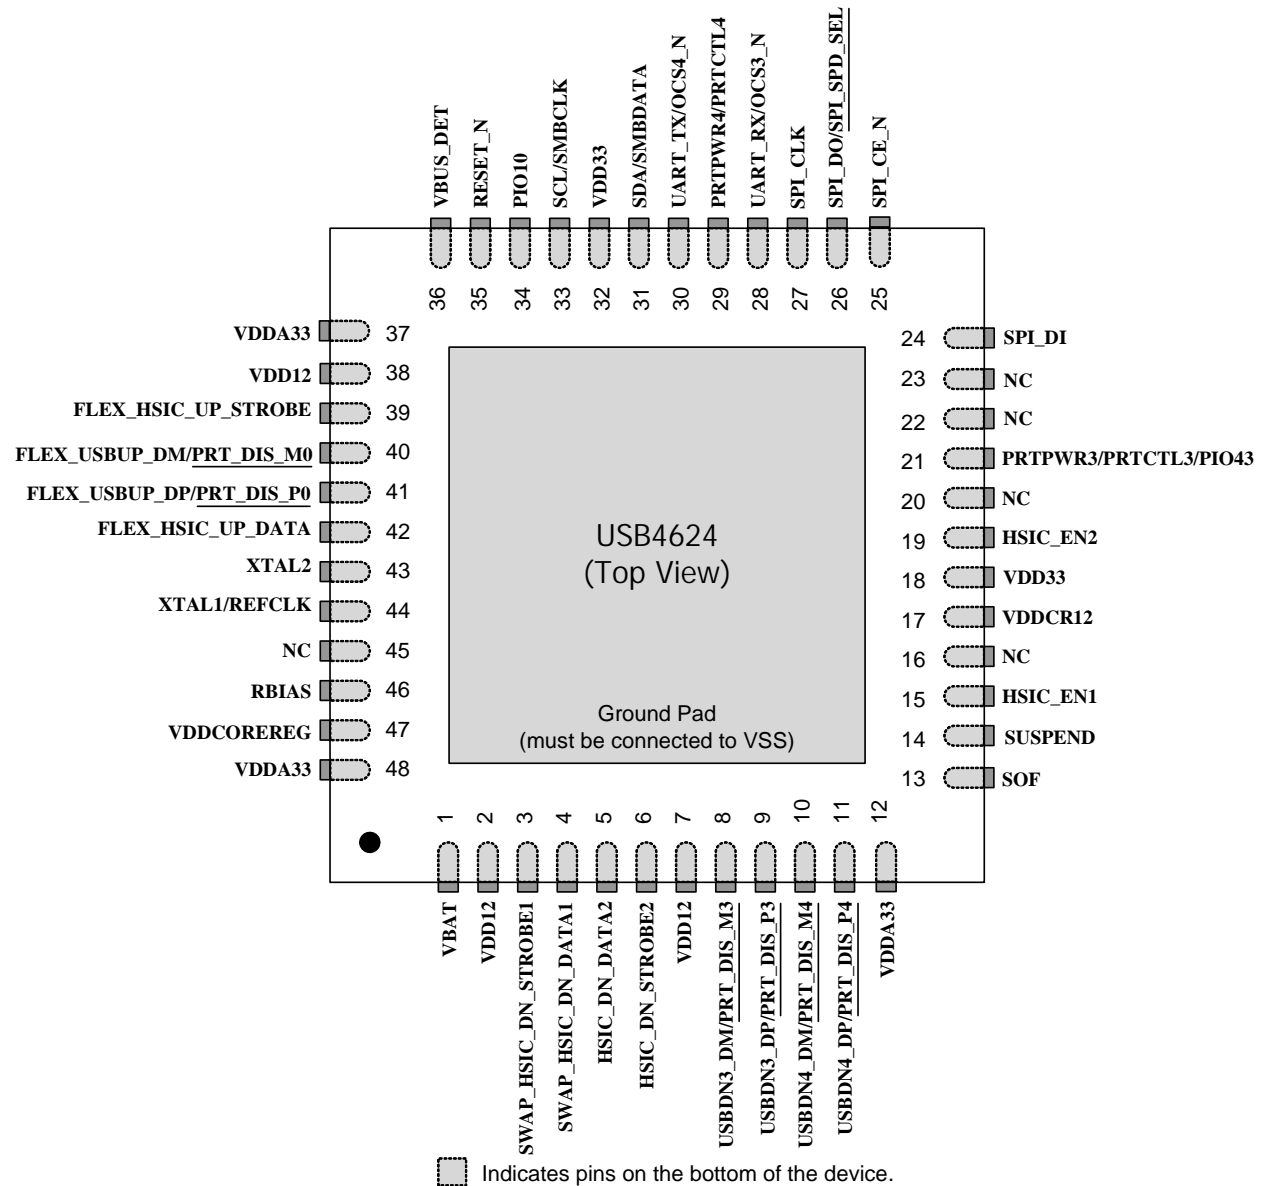 VBUS_DET
RESET_N
PIO10
SCL/SMBCLK
VDD33
SDA/SMBDATA
UART_TX/OCS4_N
PRTPWR4/PRTCTL4
UART_RX/OCS3_N
SPI_CLK
SPI_DO/SPI_SPD_SEL
SPI_CE_N
36
35
34
33
32
31
30
29
28
27
26
25
VDDA33 37
VDD12 38
FLEX_HSIC_UP_STROBE 39
FLEX_USBUP_DM/PRT_DIS_M0 40
FLEX_USBUP_DP/PRT_DIS_P0 41
FLEX_HSIC_UP_DATA 42
XTAL2 43
XTAL1/REFCLK 44
NC 45
RBIAS 46
VDDCOREREG 47
VDDA33 48
USB4624
(Top View)
Ground Pad
(must be connected to VSS)
24 SPI_DI
23 NC
22 NC
21 PRTPWR3/PRTCTL3/PIO43
20 NC
19 HSIC_EN2
18 VDD33
17 VDDCR12
16 NC
15 HSIC_EN1
14 SUSPEND
13 SOF
1
2
3
4
5
6
7
8
9
10
11
12
VBAT
VDD12
SWAP_HSIC_DN_STROBE1
SWAP_HSIC_DN_DATA1
HSIC_DN_DATA2
HSIC_DN_STROBE2
VDD12
USBDN3_DM/PRT_DIS_M3
USBDN3_DP/PRT_DIS_P3
USBDN4_DM/PRT_DIS_M4
USBDN4_DP/PRT_DIS_P4
VDDA33
Indicates pins on the bottom of the device.